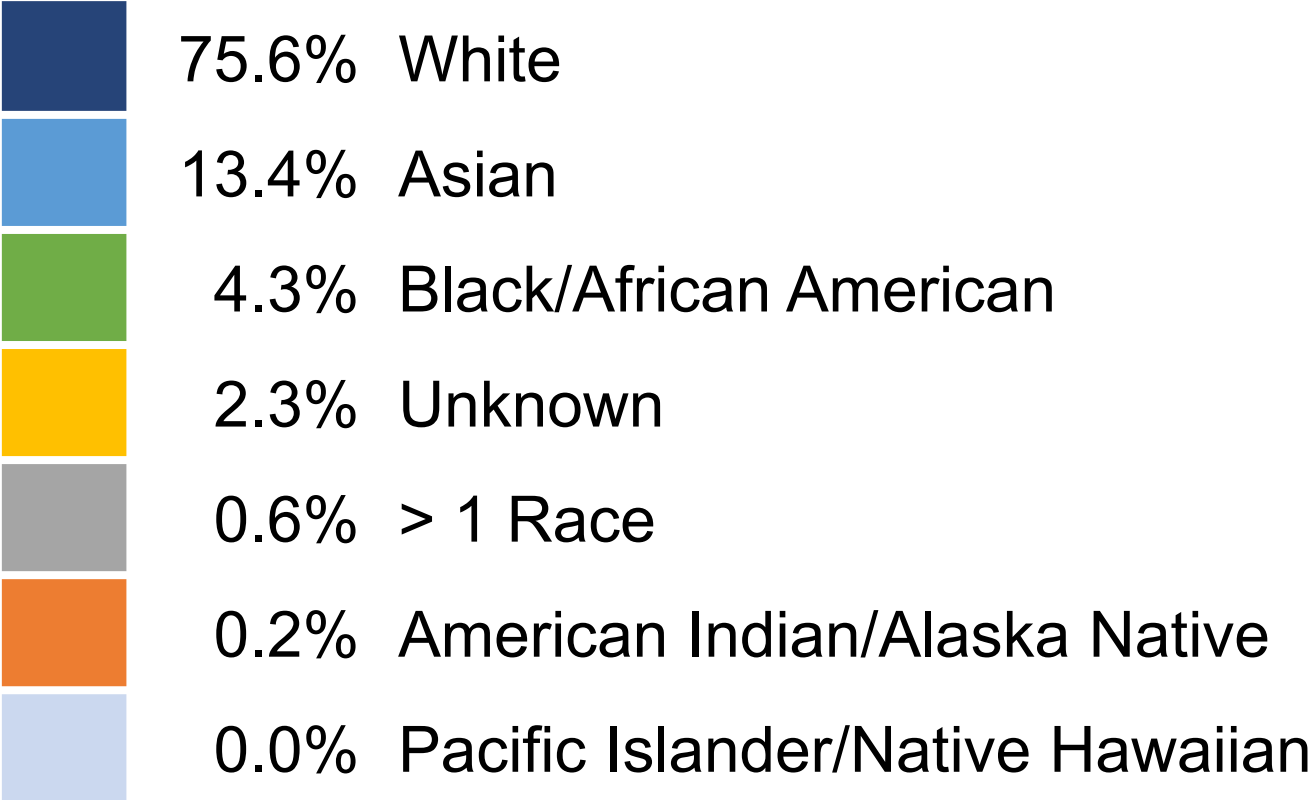 75.6% White
13.4% Asian
4.3% Black/African American
2.3% Unknown
0.6% > 1 Race
0.2% American Indian/Alaska Native
0.0% Pacific Islander/Native Hawaiian